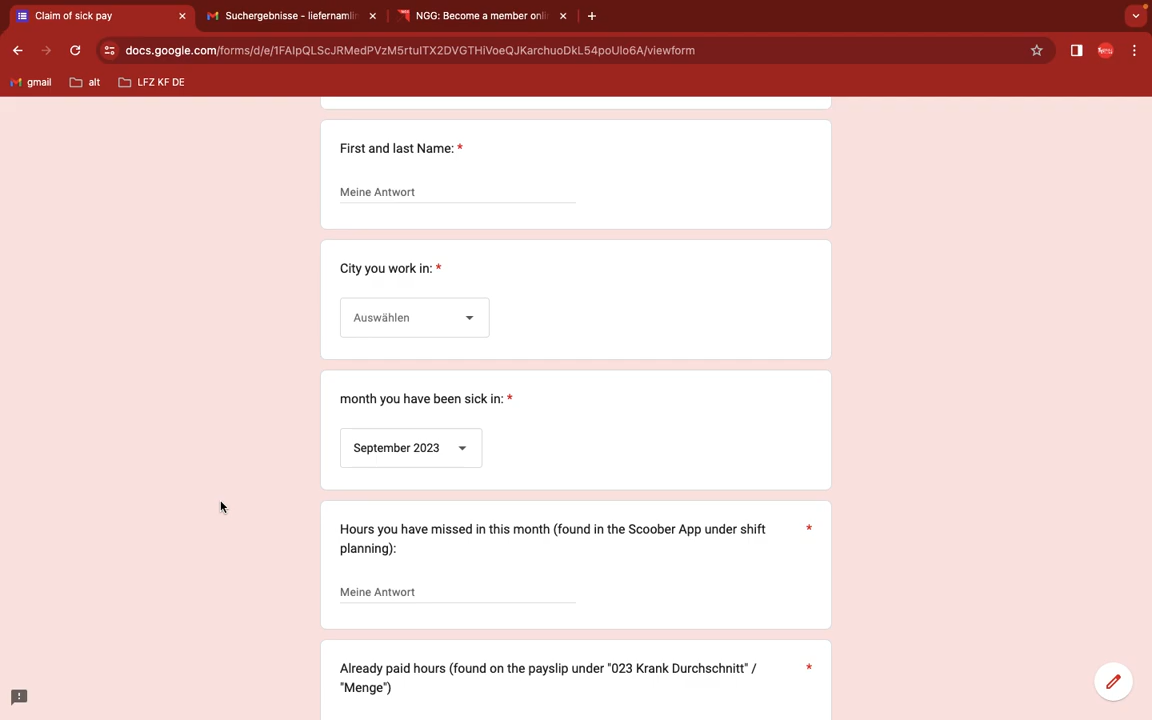 Claim of sick pay
Suchergebnisse - liefernamlin
NGG: Become a member onli
docs.google.com/forms/d/e/1FAIpQLScJRMedPVzM5rtuITX2DVGTHiVoeQJKarchuoDkL54poUlo6A/viewform
gmail
alt
LFZ KF DE
First and last Name: *
Meine Antwort
City you work in: *
Auswählen
month you have been sick in: *
September 2023
Hours you have missed in this month (found in the Scoober App under shift *
planning):
Meine Antwort
Already paid hours (found on the payslip under "023 Krank Durchschnitt" / *
"Menge")